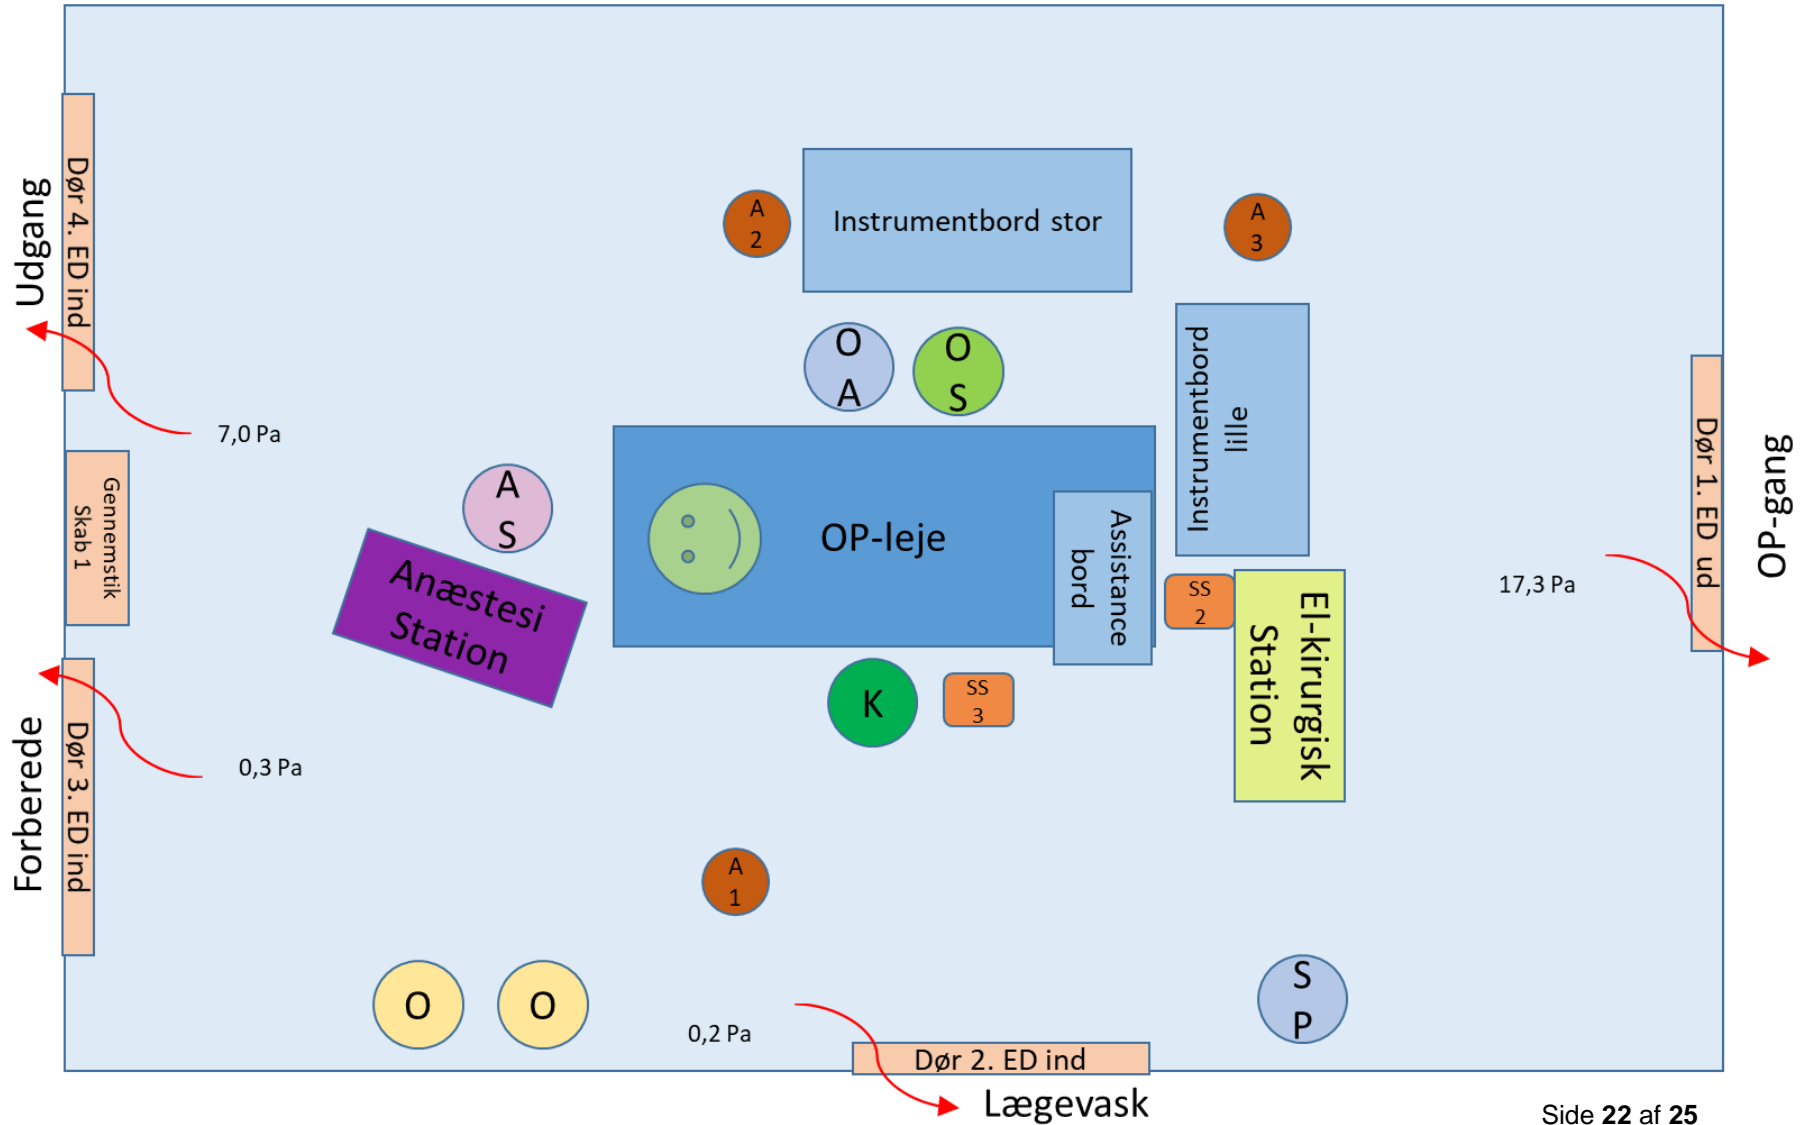 Udgang
Dør 4. ED ind
7,0 Pa
Gennemstik
Skab 1
Forberede
Dør 3. ED ind
0,3 Pa
A
2
Instrumentbord stor
A
3
O
A
O
S
Instrumentbord
lille
A
S
Anæstesi
Station
OP-leje
Assistance
bord
SS
2
El-kirurgisk
Station
K
SS
3
17,3 Pa
Dør 1. ED ud
OP-gang
A
1
O
O
0,2 Pa
S
P
Dør 2. ED ind
Lægevask
Side 22 af 25